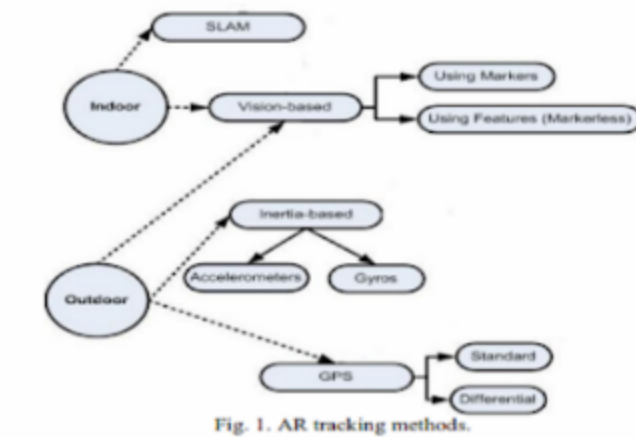 SLAM
Indoor
Vision-based
Using Markers
Using Features (Markerless)
Inertia-based
Accelerometers
Gyros
Outdoor
GPS
Standard
Differential
Fig. 1. AR tracking methods.